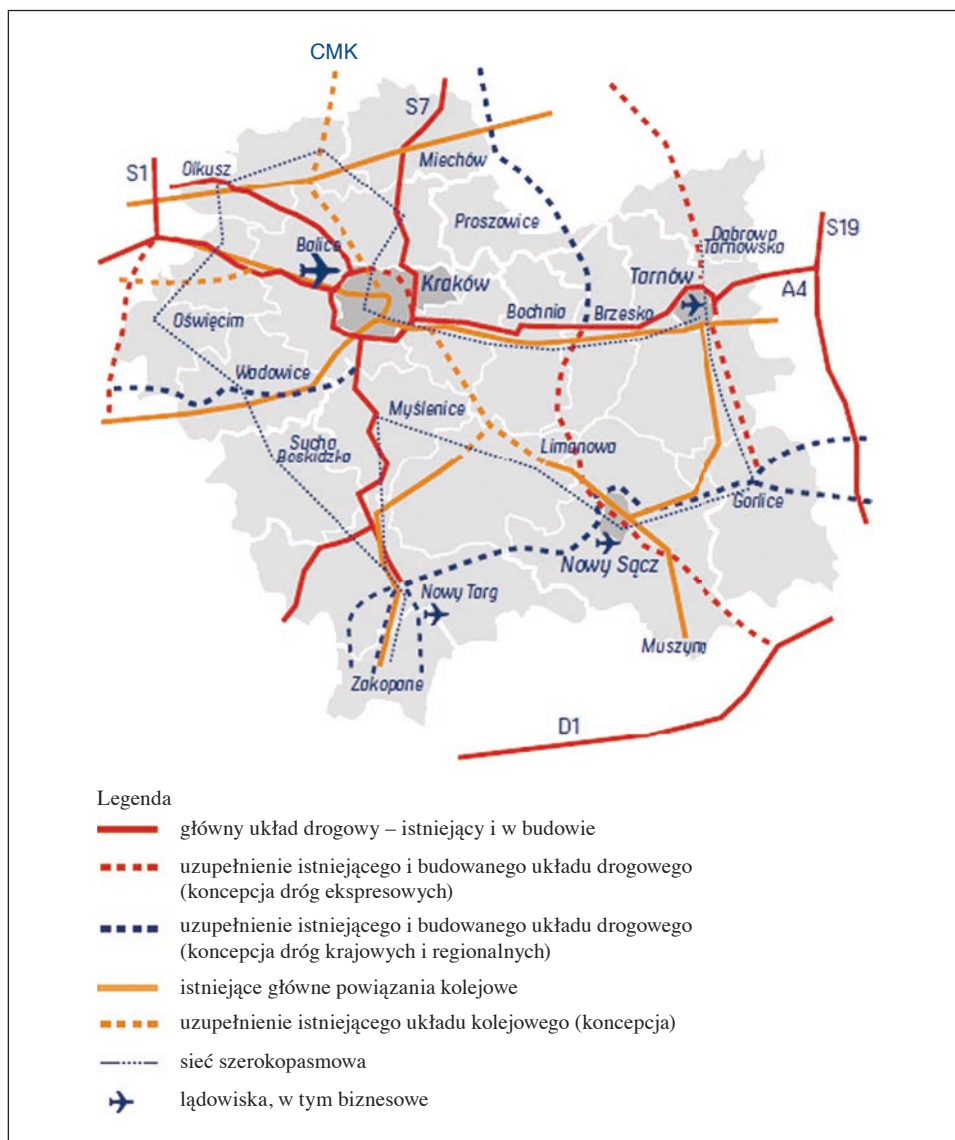 CMK
S7
Miechów
Olkusz
S1
Proszowice
Dąbrowa
Tarnowska
S19
Balice
Kraków
Tarnów
A4
Bochnia
Brzesko
Oświęcim
Wadowice
Myślenice
Sucha
Beskidzka
Limanowa
Gorlice
Nowy Sącz
Nowy Targ
Muszyna
Zakopane
D1
Legenda
główny układ drogowy – istniejący i w budowie
uzupełnienie istniejącego i budowanego układu drogowego
(koncepcja dróg ekspresowych)
uzupełnienie istniejącego i budowanego układu drogowego
(koncepcja dróg krajowych i regionalnych)
istniejące główne powiązania kolejowe
uzupełnienie istniejącego układu kolejowego (koncepcja)
sieć szerokopasmowa
lądowiska, w tym biznesowe